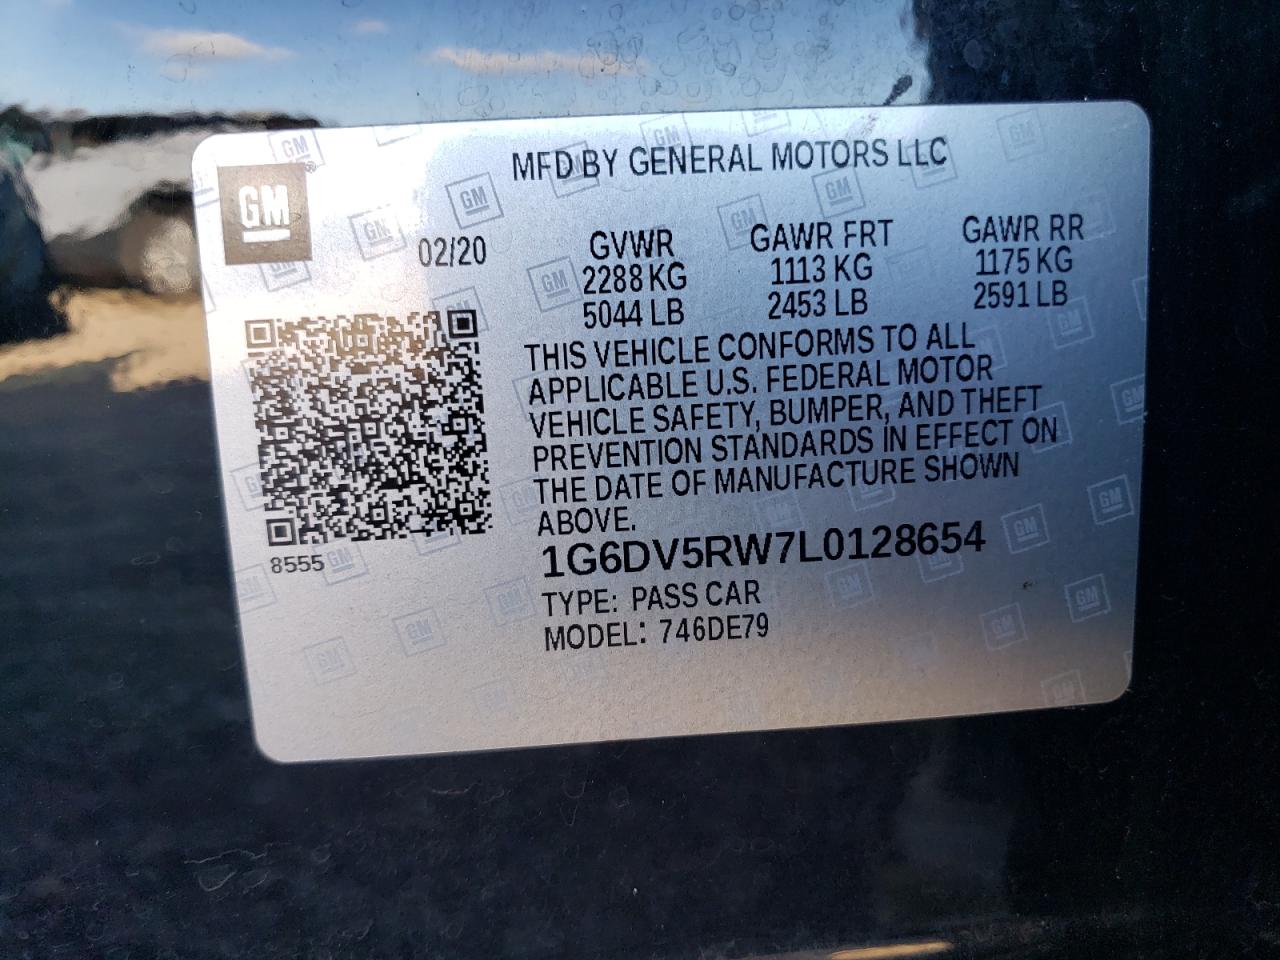 MFD BY GENERAL MOTORS LLC
GM
02/20
GVWR GAWR FRT GAWR RR
2288 KG 1113 KG 1175 KG
5044 LB 2453 LB 2591 LB
THIS VEHICLE CONFORMS TO ALL
APPLICABLE U.S. FEDERAL MOTOR
VEHICLE SAFETY, BUMPER, AND THEFT
PREVENTION STANDARDS IN EFFECT ON
THE DATE OF MANUFACTURE SHOWN
ABOVE.
8555
1G6DV5RW7L0128654
TYPE: PASS CAR
MODEL: 746DE79